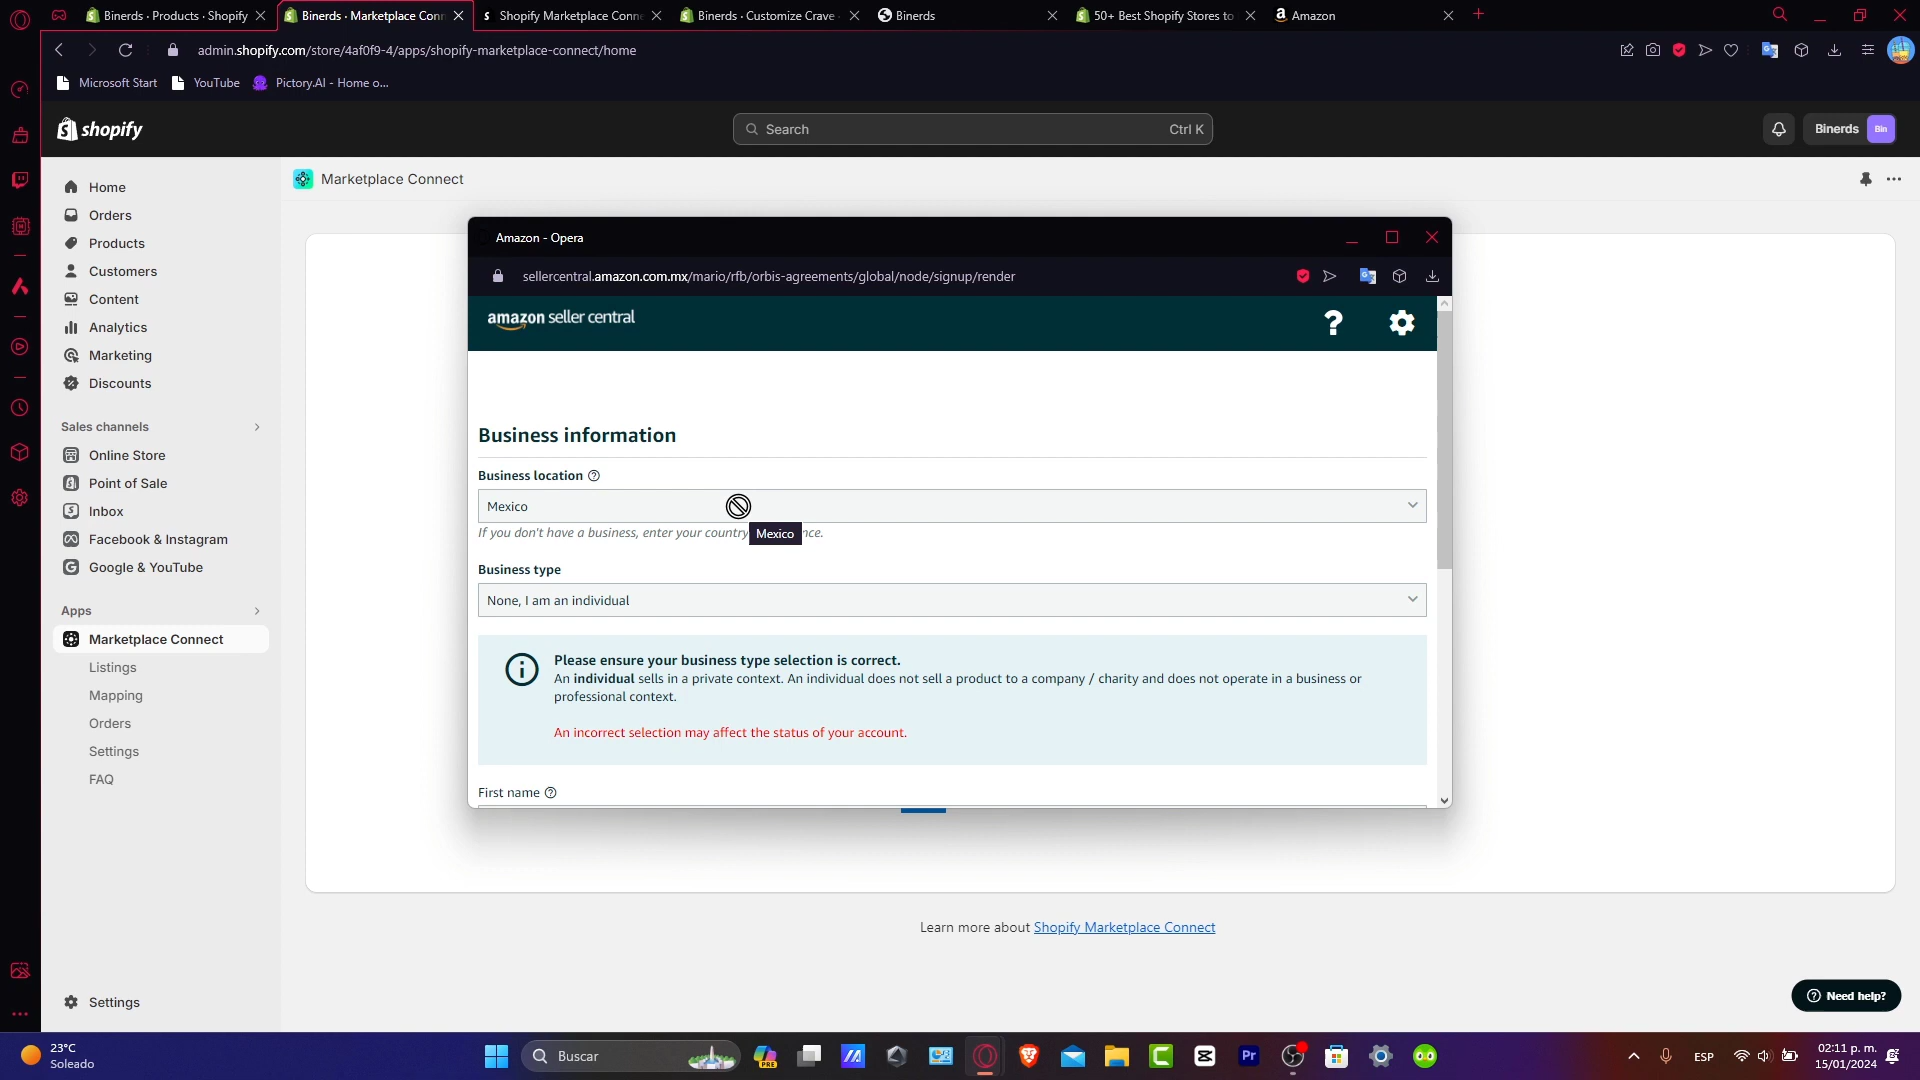 Binerds · Products · Shopify
Binerds · Marketplace Conn
Shopify Marketplace Conne
Binerds · Customize Crave
Binerds
50+ Best Shopify Stores to
Amazon
admin.shopify.com/store/4af0f9-4/apps/shopify-marketplace-connect/home
Microsoft Start
YouTube
Pictory.AI - Home o...
shopify
Search
Ctrl K
Binerds
Bin
Home
Orders
Products
Customers
Content
Analytics
Marketing
Discounts
Sales channels
Online Store
Point of Sale
Inbox
Facebook & Instagram
Google & YouTube
Apps
Marketplace Connect
Listings
Mapping
Orders
Settings
FAQ
Settings
Marketplace Connect
Amazon - Opera
sellercentral.amazon.com.mx/mario/rfb/orbis-agreements/global/node/signup/render
amazon seller central
Business information
Business location
Mexico
If you don't have a business, enter your country
Mexico
Business type
None, I am an individual
Please ensure your business type selection is correct.
An individual sells in a private context. An individual does not sell a product to a company / charity and does not operate in a business or
professional context.
An incorrect selection may affect the status of your account.
First name
Learn more about Shopify Marketplace Connect
Need help?
23°C
Soleado
Buscar
PRE
Pr
ESP
02:11 p. m.
15/01/2024